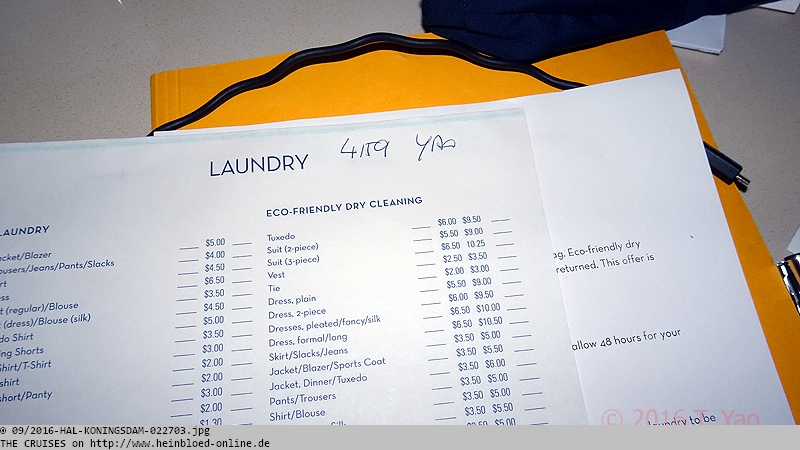 LAUNDRY 4159 YAO
LAUNDRY
cket/Blazer $5.00
ousers/Jeans/Pants/Slacks $4.00
rt $4.50
ss $6.50
(regular)/Blouse $3.50
(dress)/Blouse (silk) $4.50
do Shirt $5.00
ng Shorts $3.50
Shirt/T-Shirt $3.00
shirt $2.00
short/Panty $2.00
$3.00
$2.00
$1.30
ECO-FRIENDLY DRY CLEANING
Tuxedo $6.00 $9.50
Suit (2-piece) $5.50 $9.00
Suit (3-piece) $6.50 10.25
Vest $2.50 $3.50
Tie $2.00 $3.00
Dress, plain $5.50 $9.00
Dress, 2-piece $6.00 $9.50
Dresses, pleated/fancy/silk $6.50 $10.00
Dress, formal/long $6.50 $10.50
Skirt/Slacks/Jeans $3.50 $5.00
Jacket/Blazer/Sports Coat $3.50 $5.50
Jacket, Dinner/Tuxedo $3.50 $6.00
Pants/Trousers $3.50 $5.00
Shirt/Blouse $3.50 $5.50
$3.50 $5.00
ag. Eco-friendly dry
returned. This offer is
allow 48 hours for your
laundry to be
© 2016 T. Yao
@ 09/2016-HAL-KONINGSDAM-022703.jpg
THE CRUISES on http://www.heinbloed-online.de